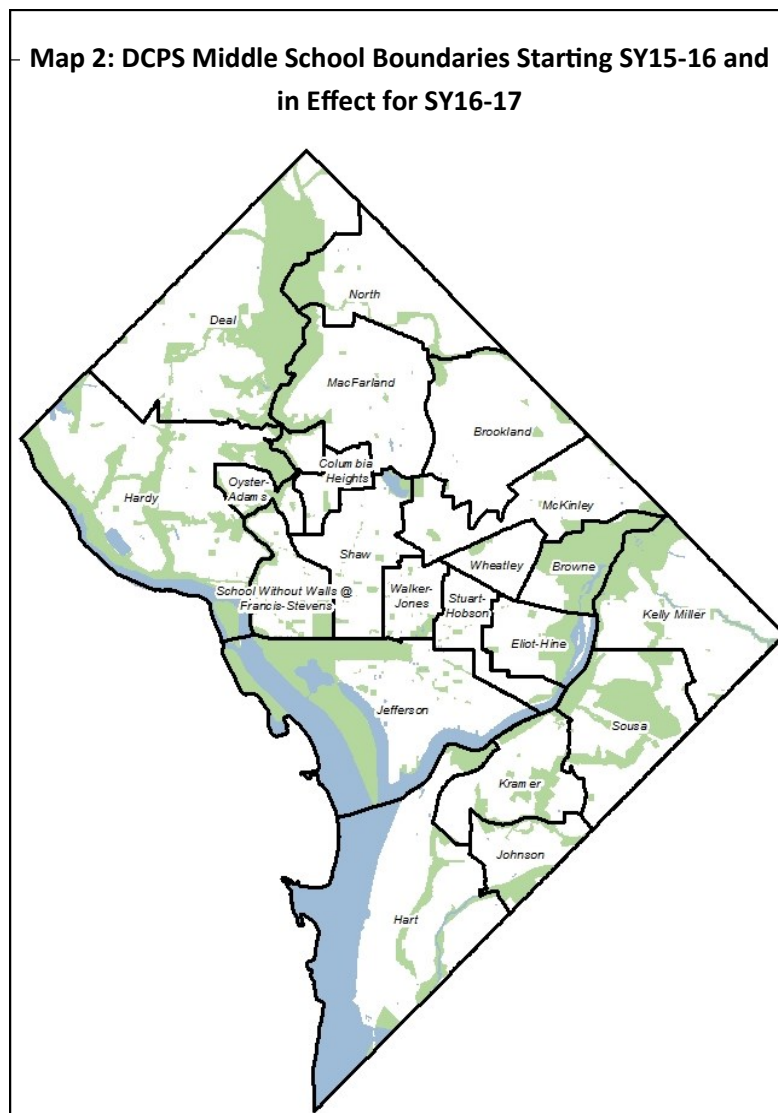 Map 2: DCPS Middle School Boundaries Starting SY15-16 and
in Effect for SY16-17
North
Deal
MacFarland
Brookland
Columbia
Heights
Oyster-
Adams
Hardy
McKinley
Shaw
Wheatley
Browne
School Without Walls @
Francis-Stevens
Walker-
Jones
Stuart-
Hobson
Kelly Miller
Eliot-Hine
Jefferson
Sousa
Kramer
Johnson
Hart